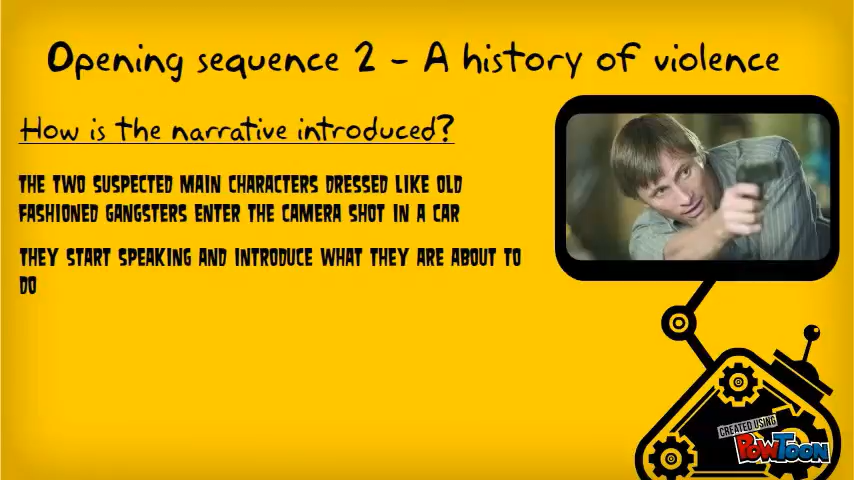 Opening sequence 2 - A history of violence
How is the narrative introduced?
THE TWO SUSPECTED MAIN CHARACTERS DRESSED LIKE OLD
FASHIONED GANGSTERS ENTER THE CAMERA SHOT IN A CAR
THEY START SPEAKING AND INTRODUCE WHAT THEY ARE ABOUT TO
DO
CREATED USING
POWTOON